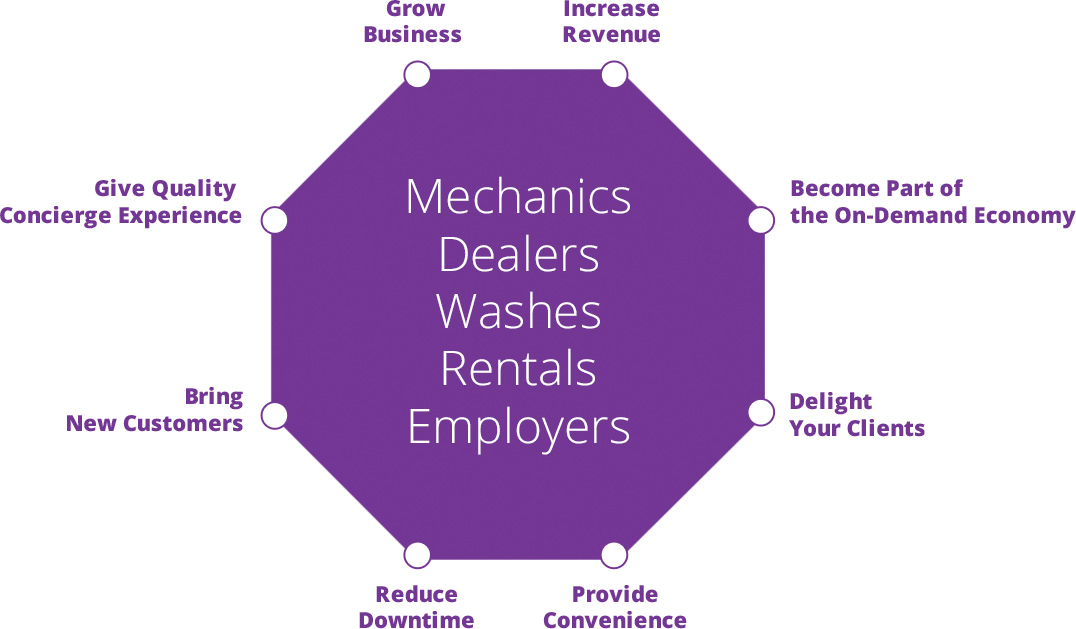 Grow
Business
Increase
Revenue
Give Quality
Concierge Experience
Become Part of
the On-Demand Economy
Mechanics
Dealers
Washes
Rentals
Employers
Bring
New Customers
Delight
Your Clients
Reduce
Downtime
Provide
Convenience